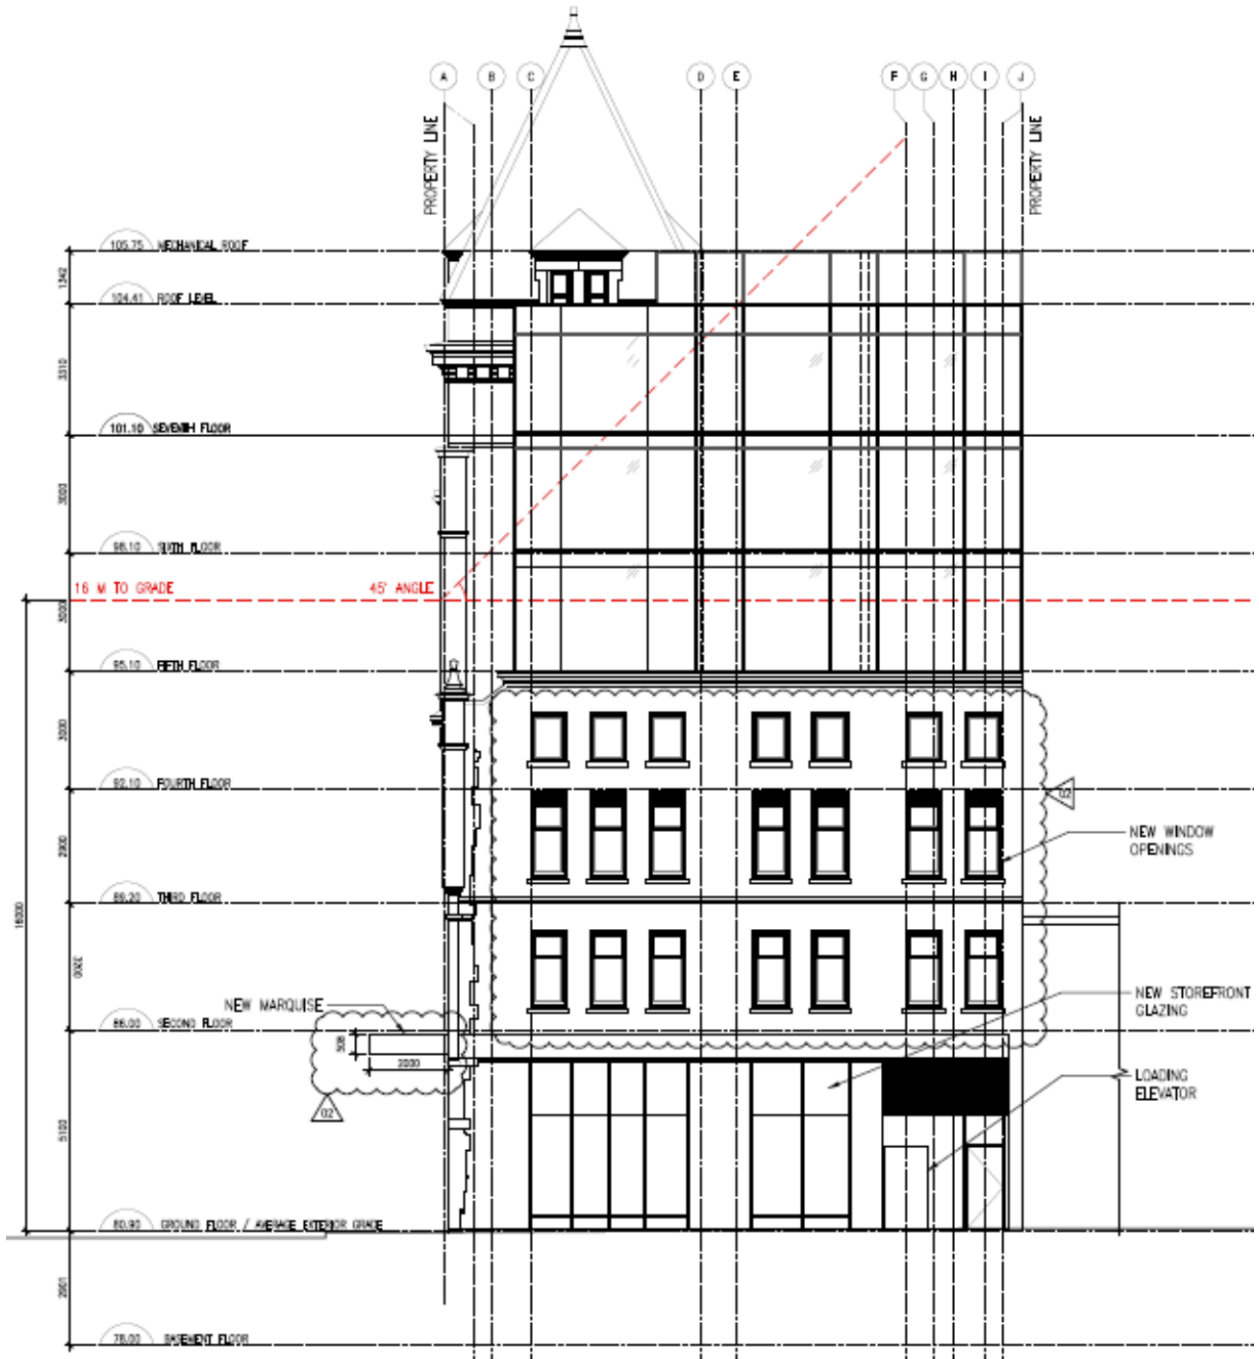 A B C D E F G H I J
PROPERTY LINE
PROPERTY LINE
105.75 MECHANICAL ROOF
1342
104.41 ROOF LEVEL
3310
101.10 SEVENTH FLOOR
3000
98.10 SIXTH FLOOR
16 M TO GRADE
45' ANGLE
3000
95.10 FIFTH FLOOR
3000
92.10 FOURTH FLOOR
02
NEW WINDOW
OPENINGS
2900
89.20 THIRD FLOOR
16000
3200
NEW MARQUISE
NEW STOREFRONT
GLAZING
86.00 SECOND FLOOR
508
2000
LOADING
ELEVATOR
02
5100
80.90 GROUND FLOOR / AVERAGE EXTERIOR GRADE
2901
78.00 BASEMENT FLOOR